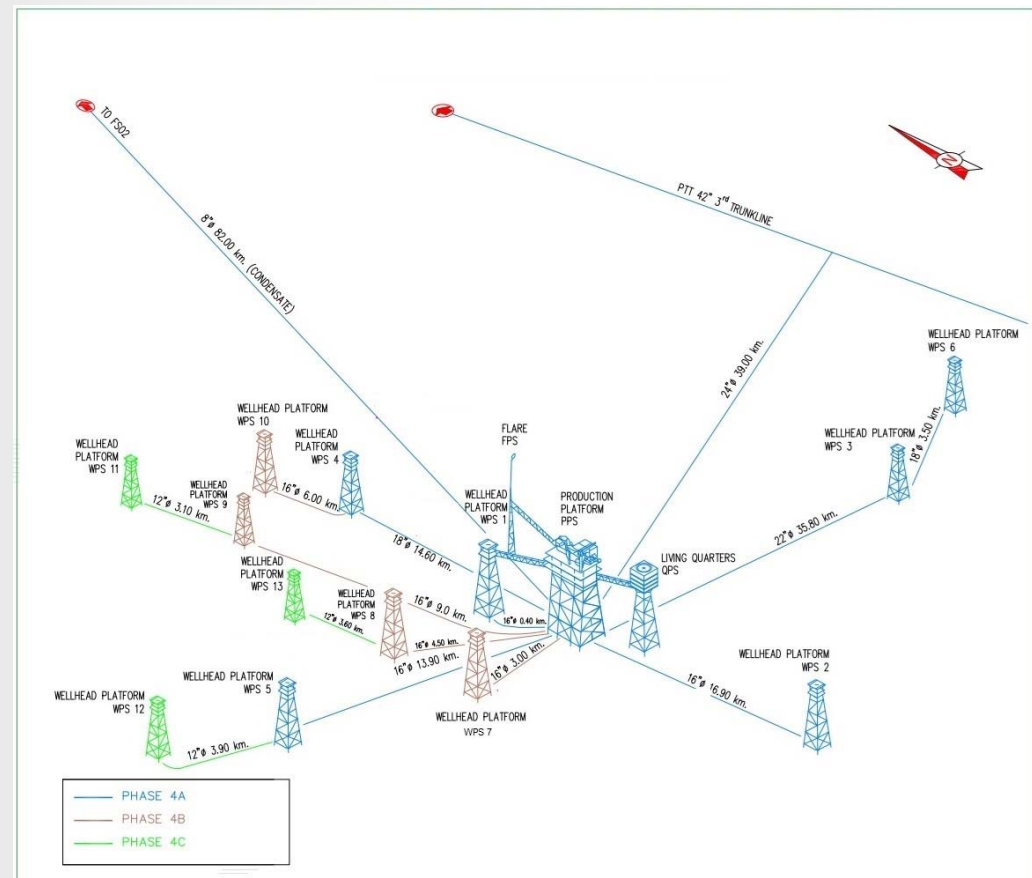 TO FSO2
8"ø 82.00 km. (CONDENSATE)
PTT 42" 3rd TRUNKLINE
N
24"ø 39.00 km.
WELLHEAD PLATFORM
WPS 6
18"ø 3.50 km.
WELLHEAD PLATFORM
WPS 3
22"ø 35.80 km.
FLARE
FPS
WELLHEAD PLATFORM
WPS 10
WELLHEAD
PLATFORM
WPS 4
WELLHEAD
PLATFORM
WPS 11
16"ø 6.00 km.
WELLHEAD
PLATFORM
WPS 9
12"ø 3.10 km.
WELLHEAD
PLATFORM
WPS 1
PRODUCTION
PLATFORM
PPS
18"ø 14.60 km.
LIVING QUARTERS
QPS
WELLHEAD
PLATFORM
WPS 13
WELLHEAD
PLATFORM
WPS 8
12"ø 3.60 km.
16"ø 9.0 km.
16"ø 0.40 km.
16"ø 4.50 km.
16"ø 13.90 km.
16"ø 3.00 km.
WELLHEAD PLATFORM
WPS 7
WELLHEAD PLATFORM
WPS 2
16"ø 16.90 km.
WELLHEAD PLATFORM
WPS 5
WELLHEAD PLATFORM
WPS 12
12"ø 3.90 km.
PHASE 4A
PHASE 4B
PHASE 4C